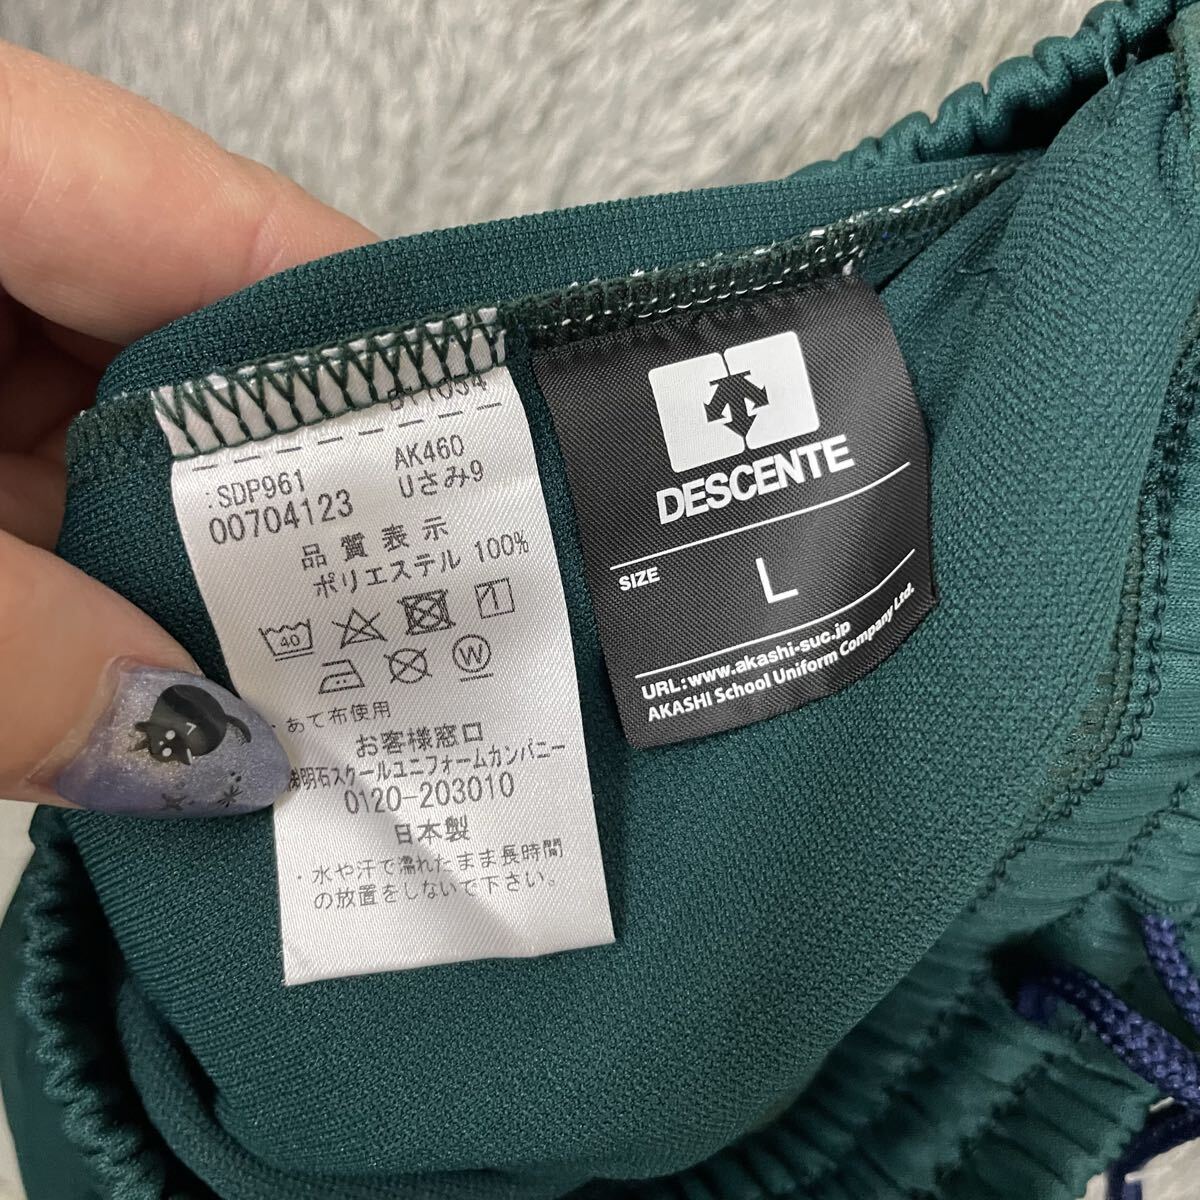 AK460
:SDP961
Uさみ9
00704123
品質表示
ポリエステル 100%
40
W
・あて布使用
お客様窓口
㈱明石スクールユニフォームカンパニー
0120-203010
日本製
・水や汗で濡れたまま長時間
の放置をしないで下さい。
DESCENTE
SIZE L
URL:www.akashi-suc.jp
AKASHI School Uniform Company Ltd.